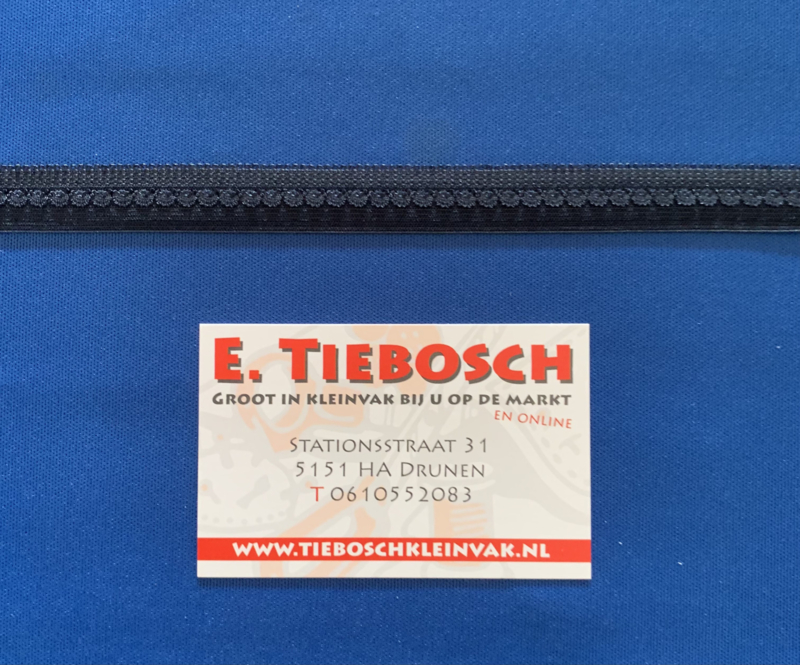 E. TIEBOSCH
GROOT IN KLEINVAK BIJ U OP DE MARKT
EN ONLINE
STATIONSSTRAAT 31
5151 HA DRUNEN
T 0610552083
WWW.TIEBOSCHKLEINVAK.NL